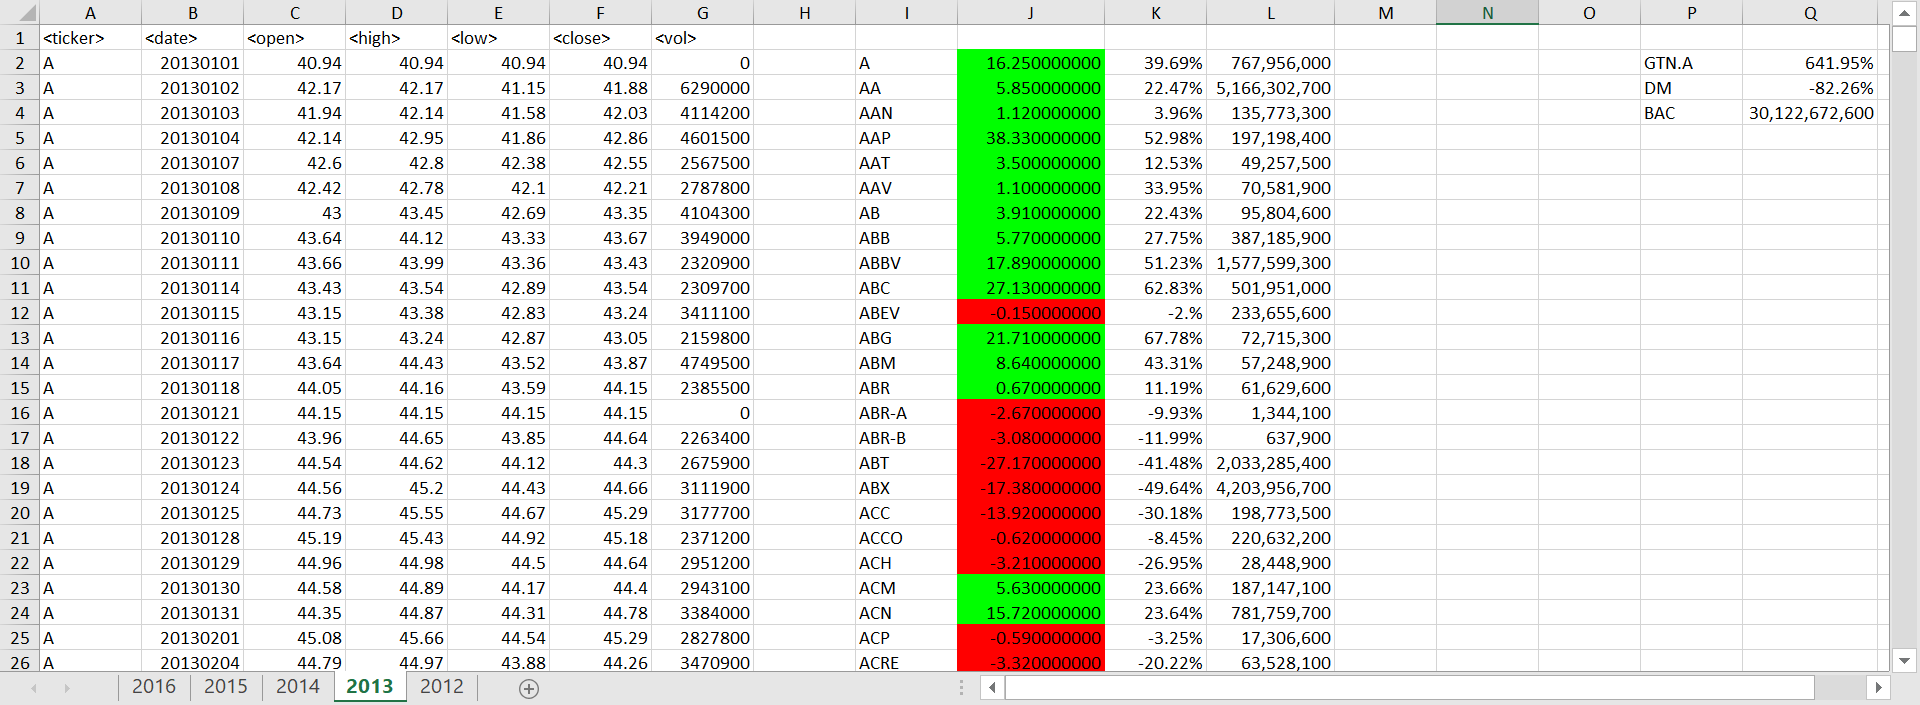 A B C D E F G H I J K L M N O P Q
1 <ticker> <date> <open> <high> <low> <close> <vol>
2 A 20130101 40.94 40.94 40.94 40.94 0 A 16.250000000 39.69% 767,956,000 GTN.A 641.95%
3 A 20130102 42.17 42.17 41.15 41.88 6290000 AA 5.850000000 22.47% 5,166,302,700 DM -82.26%
4 A 20130103 41.94 42.14 41.58 42.03 4114200 AAN 1.120000000 3.96% 135,773,300 BAC 30,122,672,600
5 A 20130104 42.14 42.95 41.86 42.86 4601500 AAP 38.330000000 52.98% 197,198,400
6 A 20130107 42.6 42.8 42.38 42.55 2567500 AAT 3.500000000 12.53% 49,257,500
7 A 20130108 42.42 42.78 42.1 42.21 2787800 AAV 1.100000000 33.95% 70,581,900
8 A 20130109 43 43.45 42.69 43.35 4104300 AB 3.910000000 22.43% 95,804,600
9 A 20130110 43.64 44.12 43.33 43.67 3949000 ABB 5.770000000 27.75% 387,185,900
10 A 20130111 43.66 43.99 43.36 43.43 2320900 ABBV 17.890000000 51.23% 1,577,599,300
11 A 20130114 43.43 43.54 42.89 43.54 2309700 ABC 27.130000000 62.83% 501,951,000
12 A 20130115 43.15 43.38 42.83 43.24 3411100 ABEV -0.150000000 -2.% 233,655,600
13 A 20130116 43.15 43.24 42.87 43.05 2159800 ABG 21.710000000 67.78% 72,715,300
14 A 20130117 43.64 44.43 43.52 43.87 4749500 ABM 8.640000000 43.31% 57,248,900
15 A 20130118 44.05 44.16 43.59 44.15 2385500 ABR 0.670000000 11.19% 61,629,600
16 A 20130121 44.15 44.15 44.15 44.15 0 ABR-A -2.670000000 -9.93% 1,344,100
17 A 20130122 43.96 44.65 43.85 44.64 2263400 ABR-B -3.080000000 -11.99% 637,900
18 A 20130123 44.54 44.62 44.12 44.3 2675900 ABT -27.170000000 -41.48% 2,033,285,400
19 A 20130124 44.56 45.2 44.43 44.66 3111900 ABX -17.380000000 -49.64% 4,203,956,700
20 A 20130125 44.73 45.55 44.67 45.29 3177700 ACC -13.920000000 -30.18% 198,773,500
21 A 20130128 45.19 45.43 44.92 45.18 2371200 ACCO -0.620000000 -8.45% 220,632,200
22 A 20130129 44.96 44.98 44.5 44.64 2951200 ACH -3.210000000 -26.95% 28,448,900
23 A 20130130 44.58 44.89 44.17 44.4 2943100 ACM 5.630000000 23.66% 187,147,100
24 A 20130131 44.35 44.87 44.31 44.78 3384000 ACN 15.720000000 23.64% 781,759,700
25 A 20130201 45.08 45.66 44.54 45.29 2827800 ACP -0.590000000 -3.25% 17,306,600
26 A 20130204 44.79 44.97 43.88 44.26 3470900 ACRE -3.320000000 -20.22% 63,528,100
2016 2015 2014 2013 2012